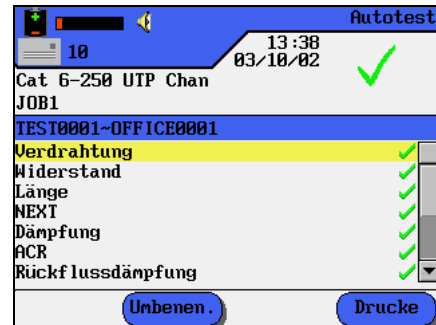 Autotest
10
13:38
03/10/02
Cat 6-250 UTP Chan
JOB1
TEST0001~OFFICE0001
Verdrahtung
Widerstand
Länge
NEXT
Dämpfung
ACR
Rückflussdämpfung
Umbenen.
Drucke